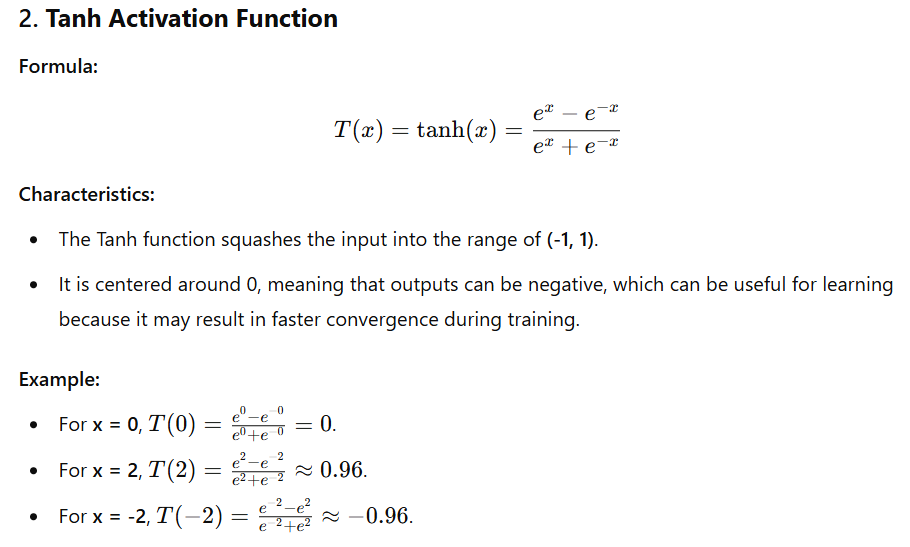 2. Tanh Activation Function
Formula:
T(x) = tanh(x) = \frac{e^x − e^{−x}}{e^x + e^{−x}}
Characteristics:
• The Tanh function squashes the input into the range of (-1, 1).
• It is centered around 0, meaning that outputs can be negative, which can be useful for learning
because it may result in faster convergence during training.
Example:
• For x = 0, T(0) = \frac{e^0−e^{−0}}{e^0+e^{−0}} = 0.
• For x = 2, T(2) = \frac{e^2−e^{−2}}{e^2+e^{−2}} ≈ 0.96.
• For x = -2, T(−2) = \frac{e^{−2}−e^2}{e^{−2}+e^2} ≈ −0.96.